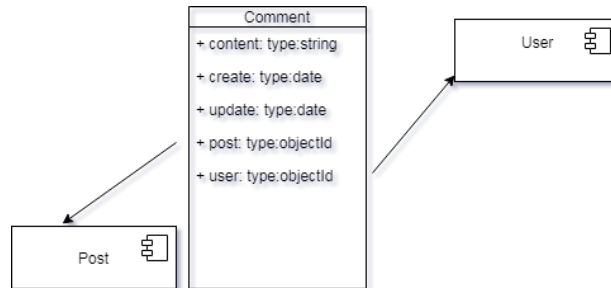 Comment
+ content: type:string
+ create: type:date
+ update: type:date
+ post: type:objectId
+ user: type:objectId
User
Post